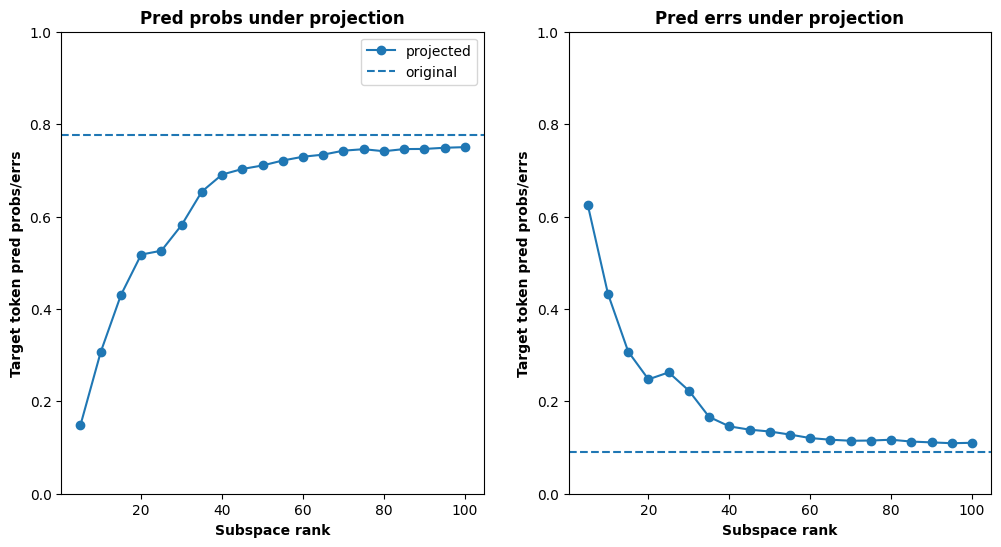 Pred probs under projection
Target token pred probs/errs
1.0
0.8
0.6
0.4
0.2
0.0
projected
original
20
40
60
80
100
Subspace rank
Pred errs under projection
Target token pred probs/errs
1.0
0.8
0.6
0.4
0.2
0.0
20
40
60
80
100
Subspace rank